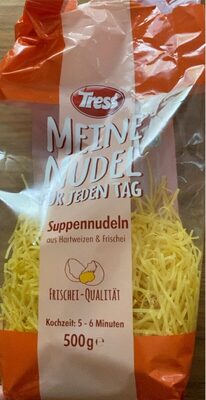 Tress
MEINE
NUDEL
FÜR JEDEN TAG
Suppennudeln
aus Hartweizen & Frischei
FRISCHEI-QUALITÄT
Kochzeit: 5 - 6 Minuten
500g e